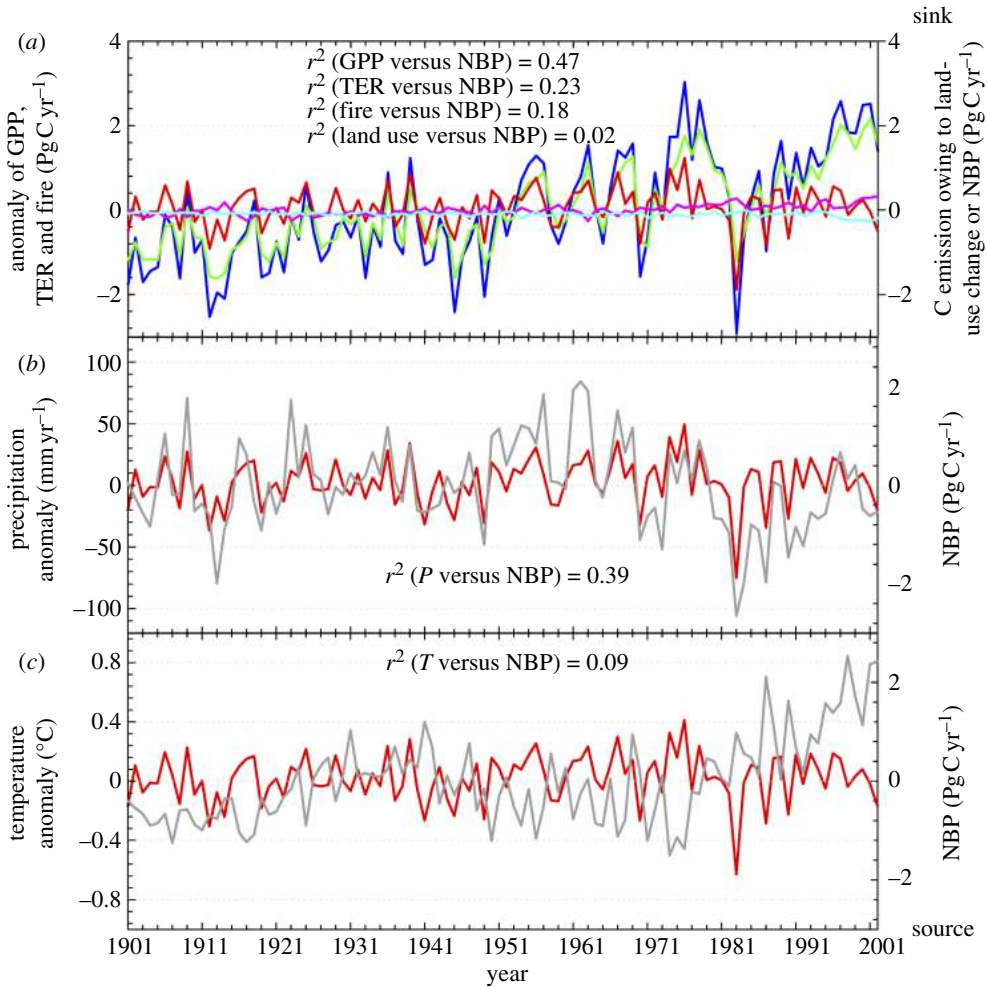 sink
(a)
4
2
0
−2
anomaly of GPP,
TER and fire (Pg C yr−1)
r2 (GPP versus NBP) = 0.47
r2 (TER versus NBP) = 0.23
r2 (fire versus NBP) = 0.18
r2 (land use versus NBP) = 0.02
4
2
0
−2
C emission owing to land-
use change or NBP (Pg C yr−1)
(b)
100
50
0
−50
−100
precipitation
anomaly (mm yr−1)
r2 (P versus NBP) = 0.39
2
0
−2
NBP (Pg C yr−1)
(c)
0.8
0.4
0
−0.4
−0.8
temperature
anomaly (°C)
r2 (T versus NBP) = 0.09
2
0
−2
NBP (Pg C yr−1)
source
1901 1911 1921 1931 1941 1951 1961 1971 1981 1991 2001
year